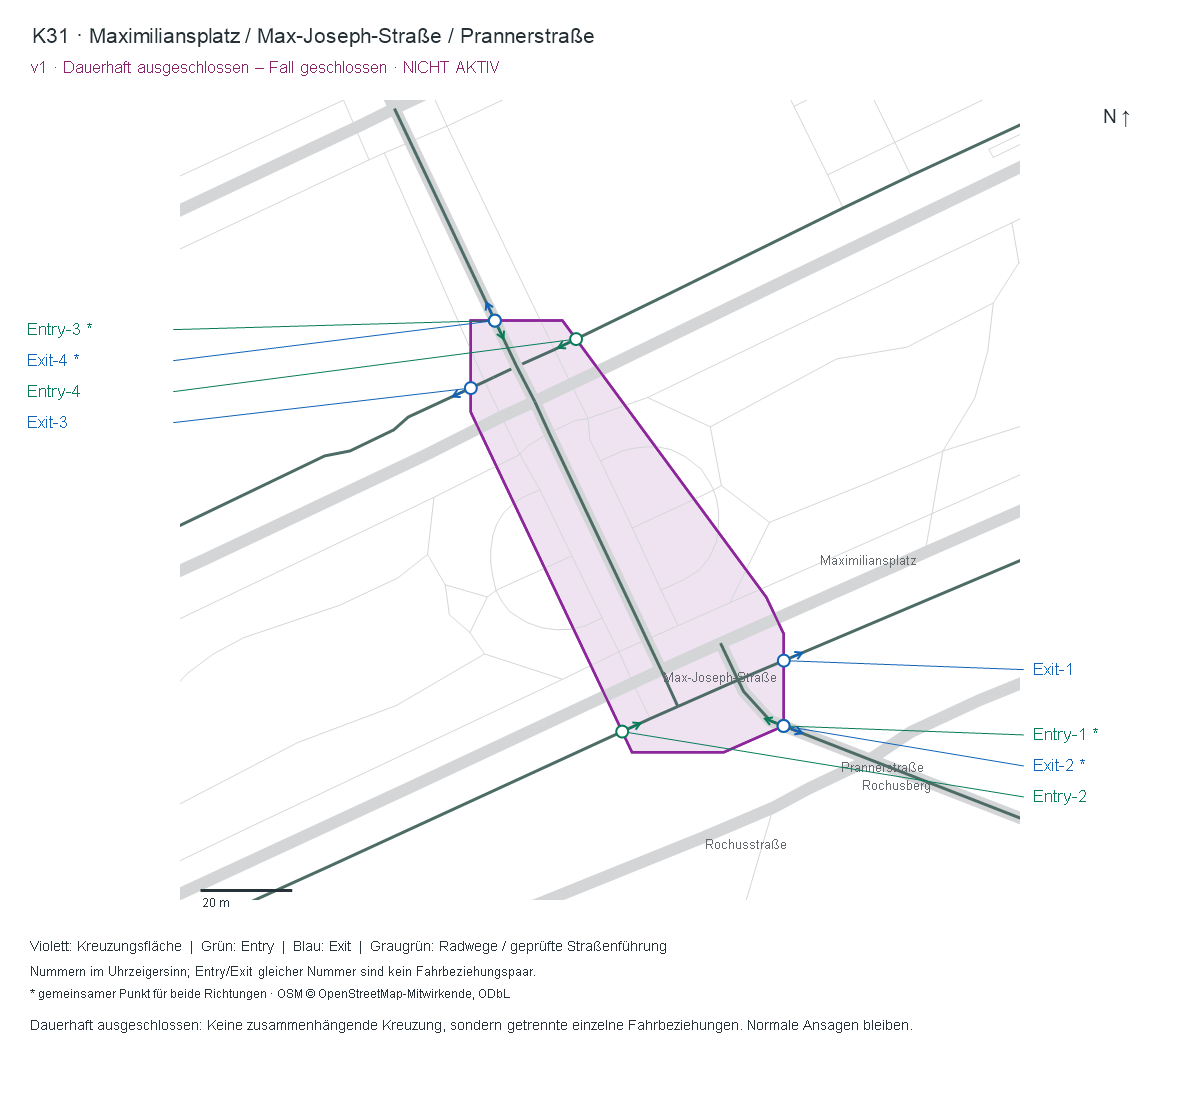 K31 · Maximiliansplatz / Max-Joseph-Straße / Prannerstraße
v1 · Dauerhaft ausgeschlossen – Fall geschlossen · NICHT AKTIV
N ↑
Entry-3 *
Exit-4 *
Entry-4
Exit-3
Maximiliansplatz
Exit-1
Max-Joseph-Straße
Entry-1 *
Exit-2 *
Prannerstraße
Rochusberg
Entry-2
Rochusstraße
20 m
Violett: Kreuzungsfläche | Grün: Entry | Blau: Exit | Graugrün: Radwege / geprüfte Straßenführung
Nummern im Uhrzeigersinn; Entry/Exit gleicher Nummer sind kein Fahrbeziehungspaar.
* gemeinsamer Punkt für beide Richtungen · OSM © OpenStreetMap-Mitwirkende, ODbL
Dauerhaft ausgeschlossen: Keine zusammenhängende Kreuzung, sondern getrennte einzelne Fahrbeziehungen. Normale Ansagen bleiben.